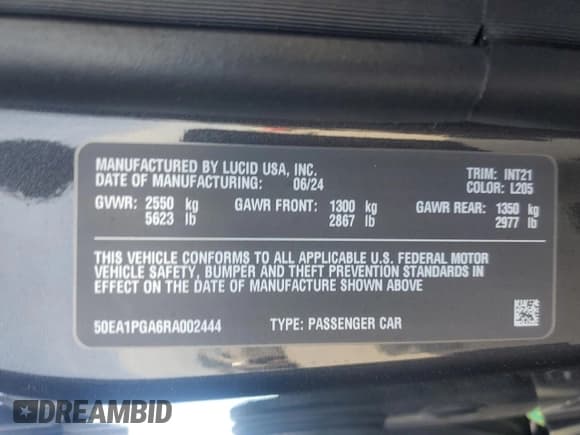 MANUFACTURED BY LUCID USA, INC. TRIM: INT21
DATE OF MANUFACTURING: 06/24 COLOR: L205
GVWR: 2550 kg GAWR FRONT: 1300 kg GAWR REAR: 1350 kg
5623 lb 2867 lb 2977 lb
THIS VEHICLE CONFORMS TO ALL APPLICABLE U.S. FEDERAL MOTOR
VEHICLE SAFETY, BUMPER AND THEFT PREVENTION STANDARDS IN
EFFECT ON THE DATE OF MANUFACTURE SHOWN ABOVE
50EA1PGA6RA002444 TYPE: PASSENGER CAR
DREAMBID